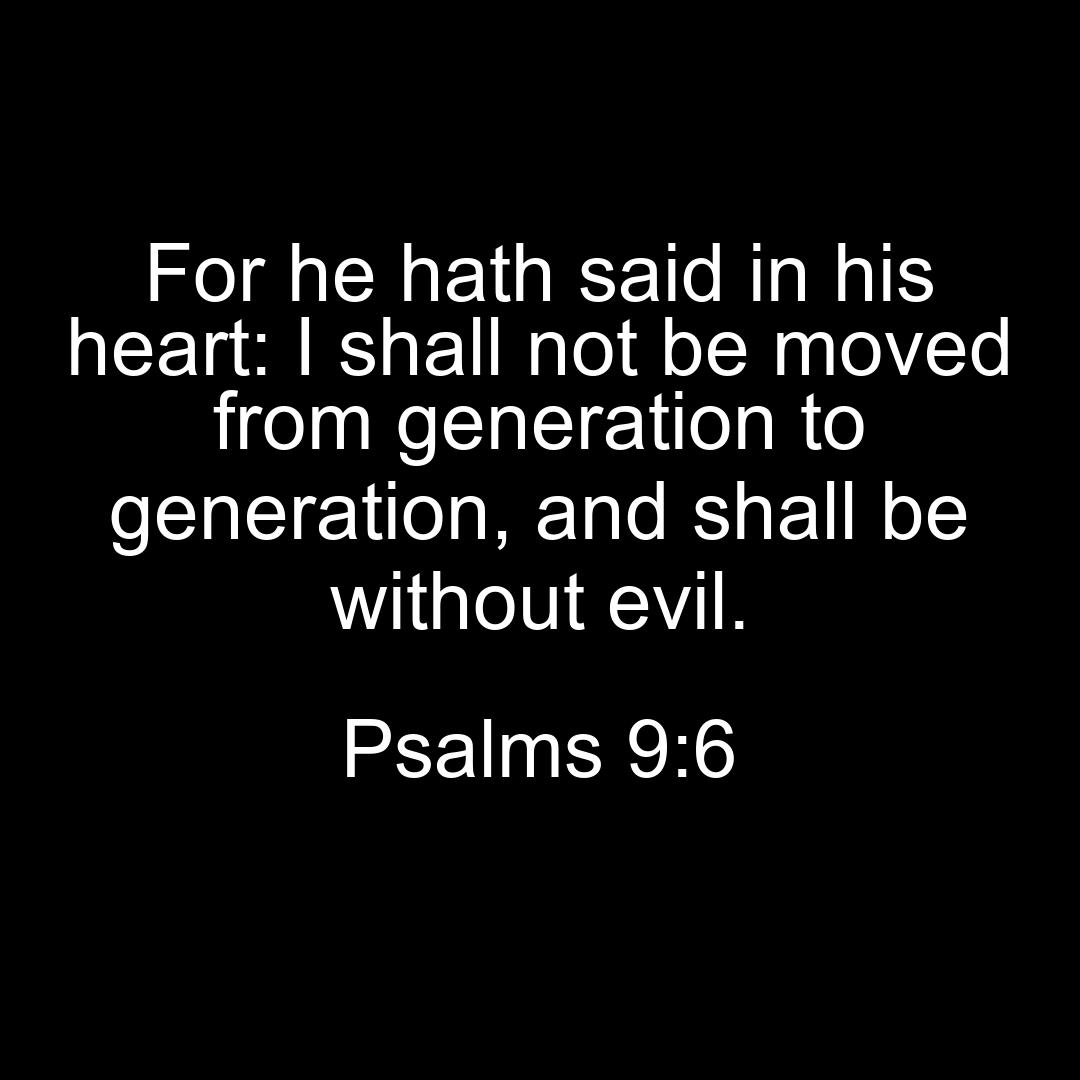 For he hath said in his
heart: I shall not be moved
from generation to
generation, and shall be
without evil.
Psalms 9:6